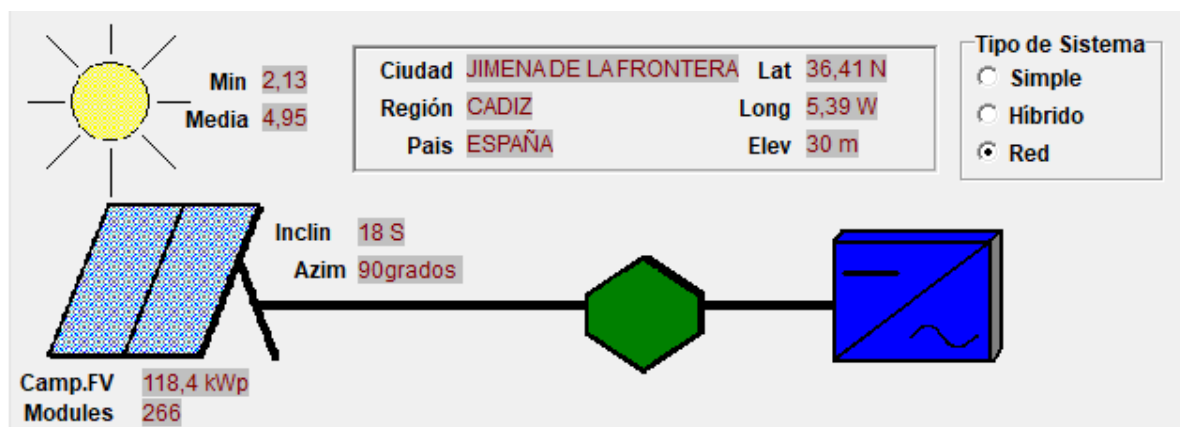 Min 2,13
Media 4,95
Ciudad JIMENA DE LA FRONTERA Lat 36,41 N
Región CADIZ Long 5,39 W
Pais ESPAÑA Elev 30 m
Tipo de Sistema
Simple
Híbrido
Red
Inclin 18 S
Azim 90grados
Camp.FV 118,4 kWp
Modules 266